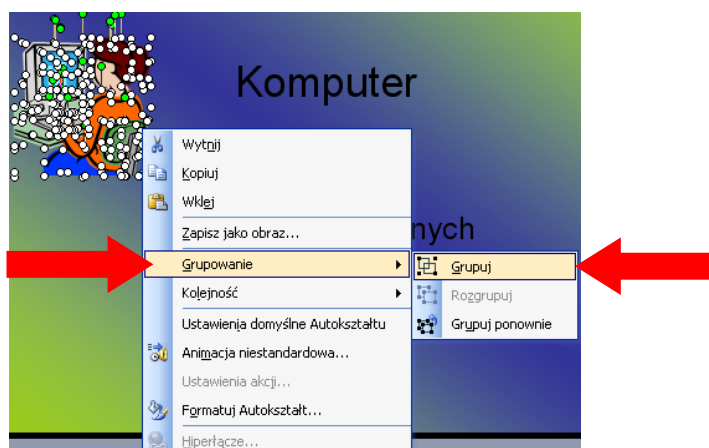 Komputer
Wytnij
Kopiuj
Wklej
nych
Zapisz jako obraz...
Grupowanie
Grupuj
Kolejność
Rozgrupuj
Ustawienia domyślne Autokształtu
Grupuj ponownie
Animacja niestandardowa...
Ustawienia akcji...
Formatuj Autokształt...
Hiperłącze...